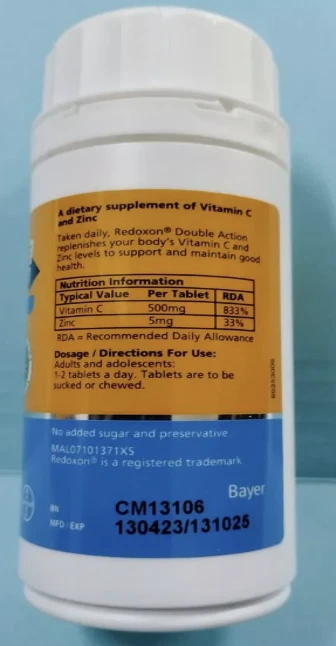 A dietary supplement of Vitamin C
and Zinc
Taken daily, Redoxon® Double Action
replenishes your body's Vitamin C and
Zinc levels to support and maintain good
health.
Nutrition Information
Typical Value Per Tablet RDA
Vitamin C 500mg 833%
Zinc 5mg 33%
RDA = Recommended Daily Allowance
Dosage / Directions For Use:
Adults and adolescents:
1-2 tablets a day. Tablets are to be
sucked or chewed.
No added sugar and preservative
MAL07101371XS
Redoxon® is a registered trademark
Bayer
BN CM13106
MFD / EXP 130423/131025